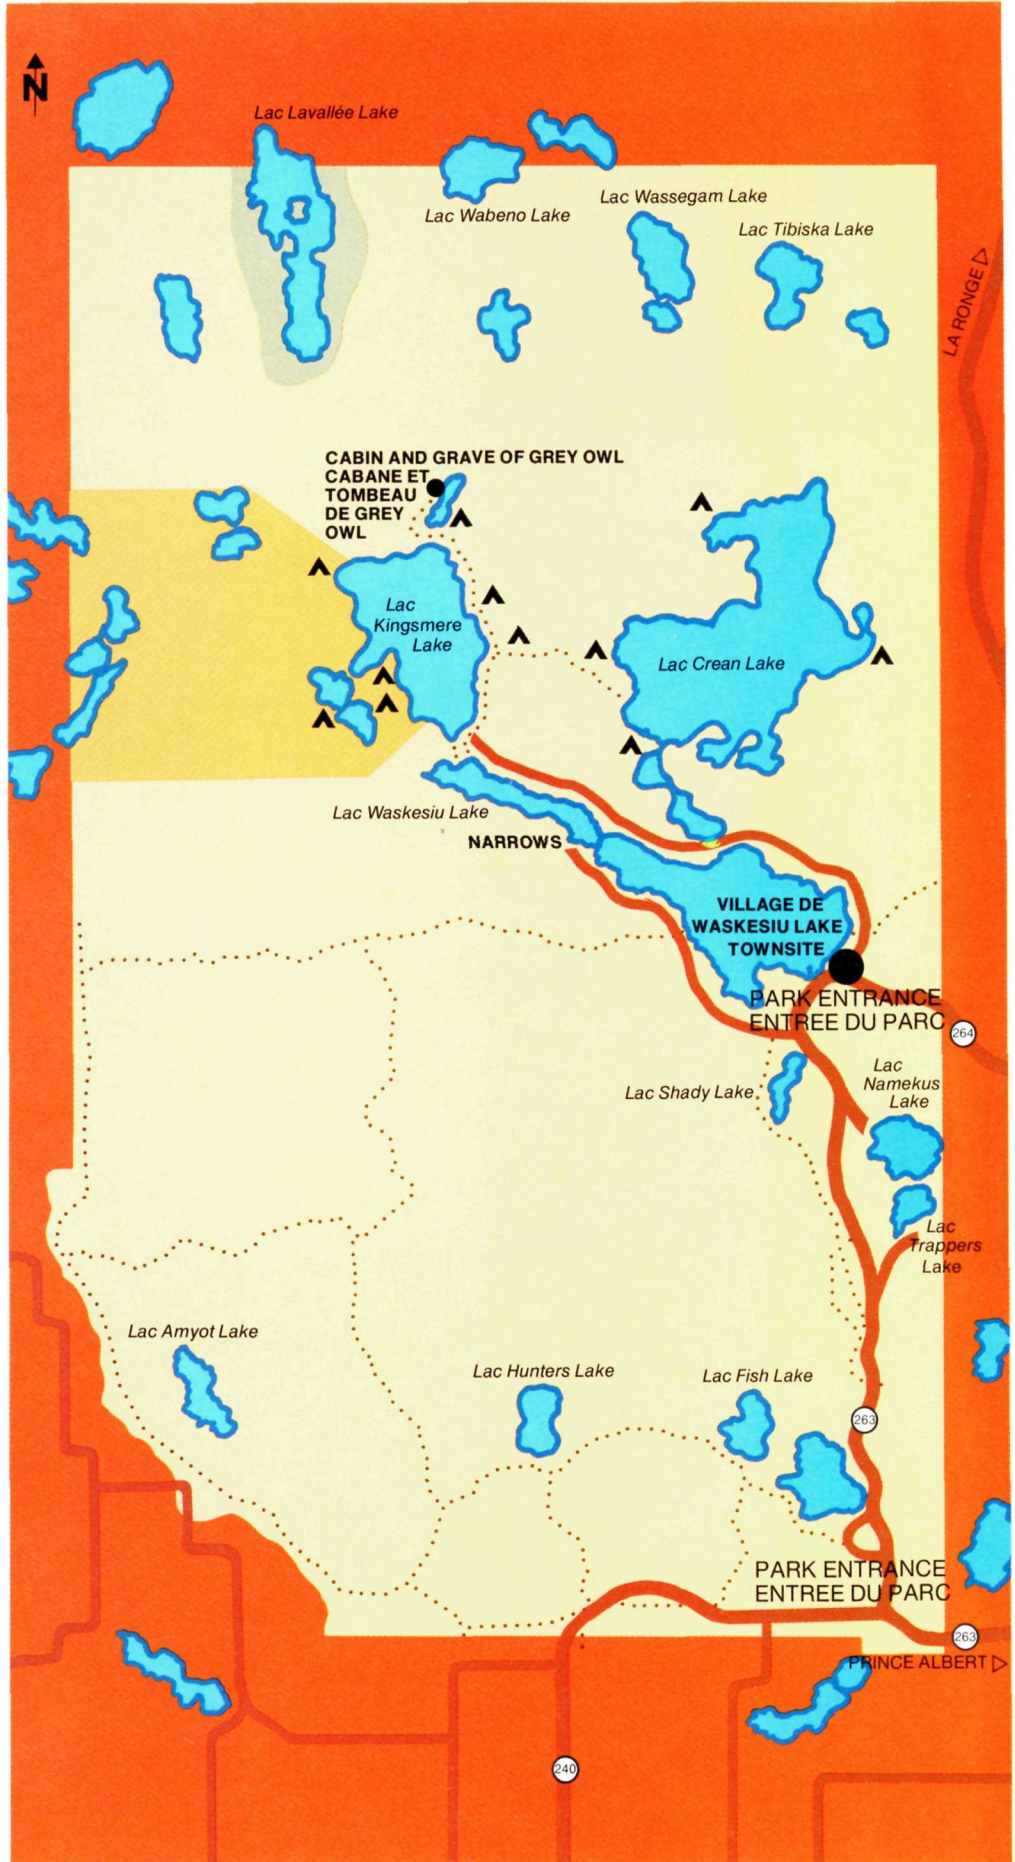 N
Lac Lavallée Lake
Lac Wabeno Lake
Lac Wassegam Lake
Lac Tibiska Lake
LA RONGE
CABIN AND GRAVE OF GREY OWL
CABANE ET
TOMBEAU
DE GREY
OWL
Lac
Kingsmere
Lake
Lac Crean Lake
Lac Waskesiu Lake
NARROWS
VILLAGE DE
WASKESIU LAKE
TOWNSITE
PARK ENTRANCE
ENTREE DU PARC
264
Lac Shady Lake
Lac
Namekus
Lake
Lac
Trappers
Lake
Lac Amyot Lake
Lac Hunters Lake
Lac Fish Lake
263
PARK ENTRANCE
ENTREE DU PARC
263
PRINCE ALBERT
240